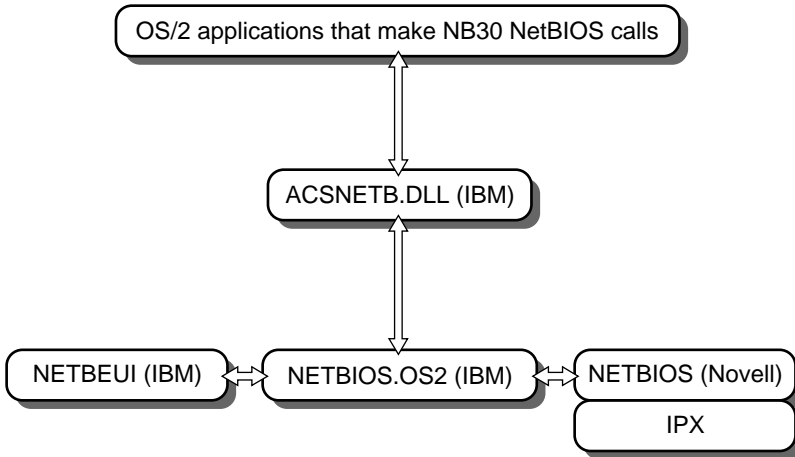 OS/2 applications that make NB30 NetBIOS calls
ACSNETB.DLL (IBM)
NETBEUI (IBM)
NETBIOS.OS2 (IBM)
NETBIOS (Novell)
IPX